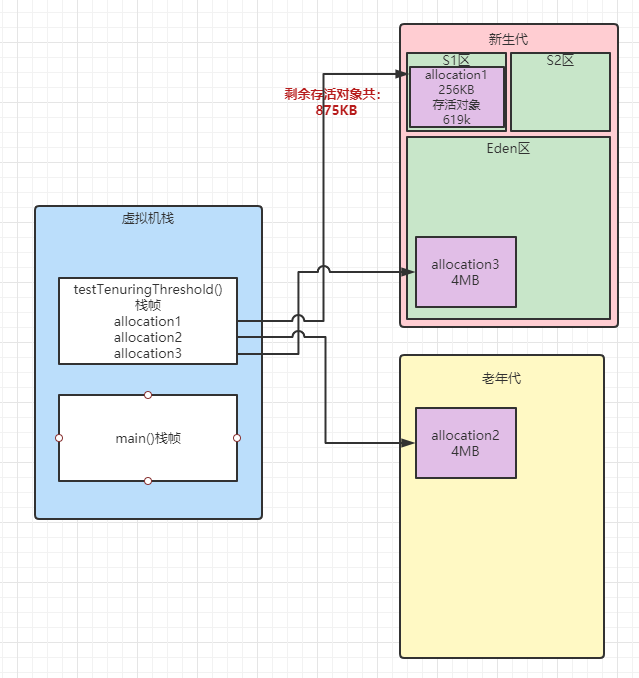 新生代
S1区
S2区
allocation1
256KB
存活对象
619k
剩余存活对象共:
875KB
Eden区
allocation3
4MB
虚拟机栈
testTenuringThreshold()
栈帧
allocation1
allocation2
allocation3
main()栈帧
老年代
allocation2
4MB